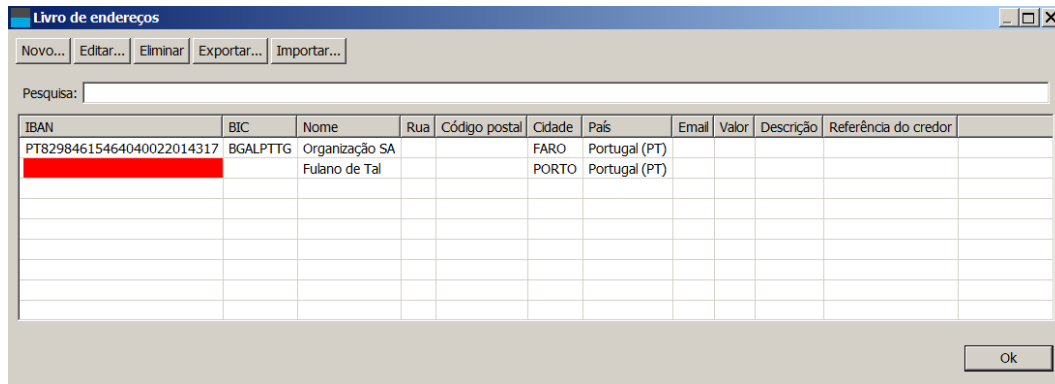 Livro de endereços
Novo... Editar... Eliminar Exportar... Importar...
Pesquisa:
IBAN BIC Nome Rua Código postal Cidade País Email Valor Descrição Referência do credor
PT82984615464040022014317 BGALPTTG Organização SA FARO Portugal (PT)
Fulano de Tal PORTO Portugal (PT)
Ok